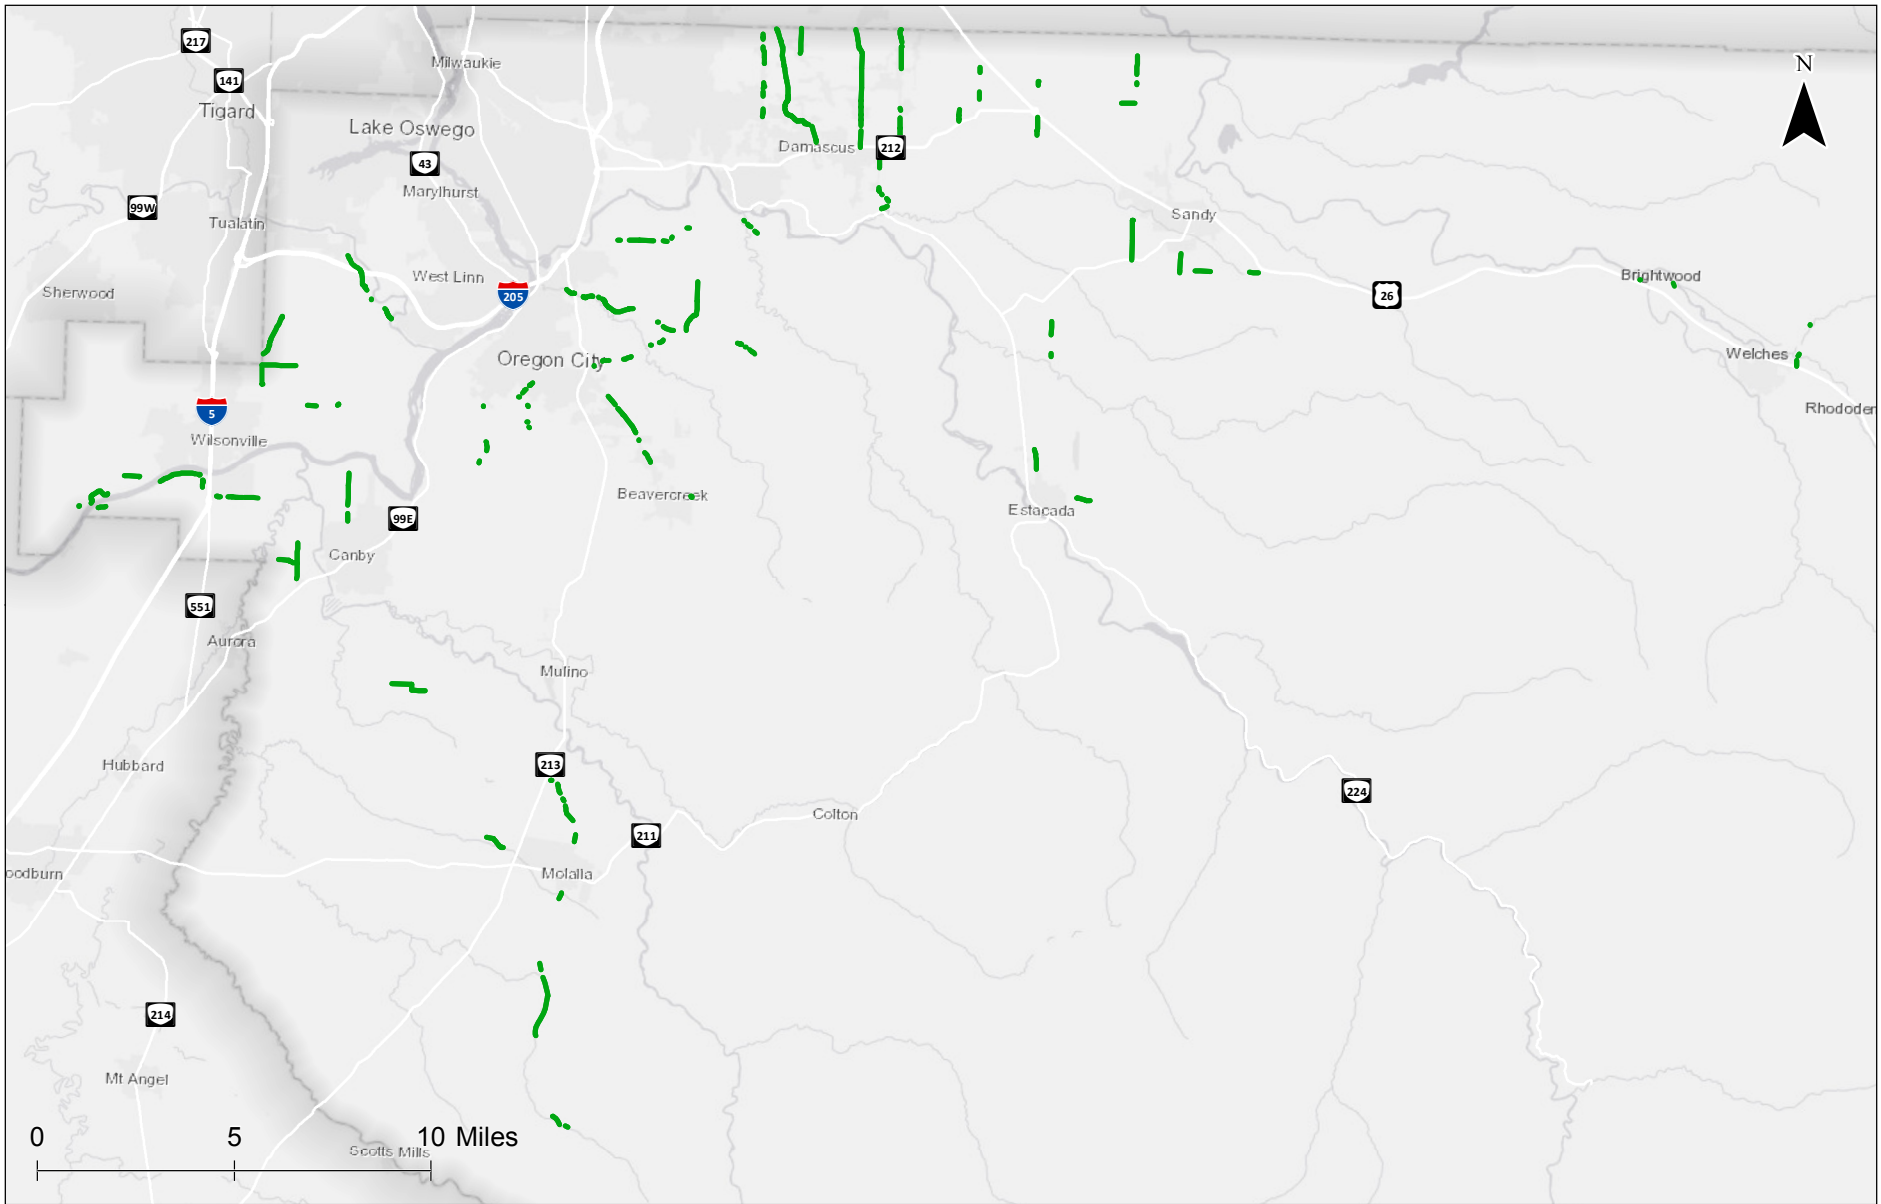 217
Milwaukie
N
141
Tigard
Lake Oswego
Damascus
212
43
Marylhurst
99W
Tualatin
Sandy
West Linn
Brightwood
Sherwood
205
26
Welches
Oregon City
Rhododen
5
Wilsonville
Beavercreek
Estacada
99E
Canby
551
Aurora
Mulino
Hubbard
213
224
Colton
211
oodburn
Molalla
214
Mt Angel
0 5 10 Miles
Scotts Mills